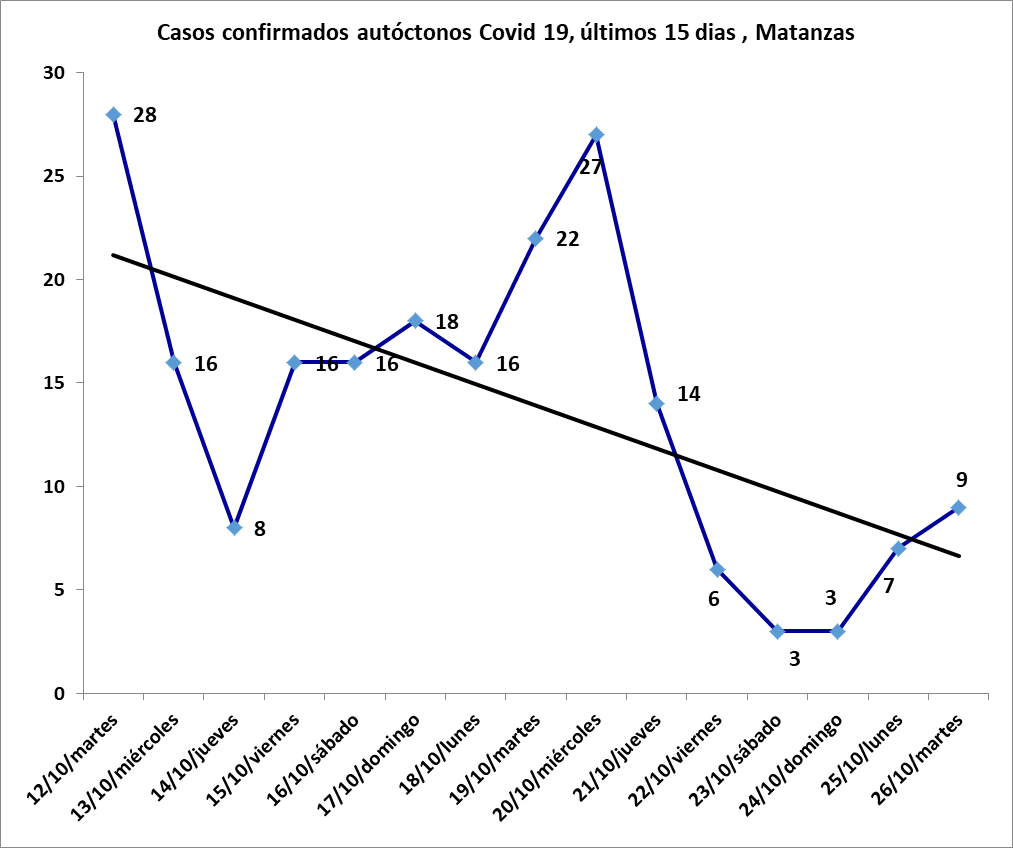 Casos confirmados autóctonos Covid 19, últimos 15 dias , Matanzas
30
25
20
15
10
5
0
28
16
8
16
16
18
16
22
27
14
6
3
3
7
9
12/10/martes
13/10/miércoles
14/10/jueves
15/10/viernes
16/10/sábado
17/10/domingo
18/10/lunes
19/10/martes
20/10/miércoles
21/10/jueves
22/10/viernes
23/10/sábado
24/10/domingo
25/10/lunes
26/10/martes